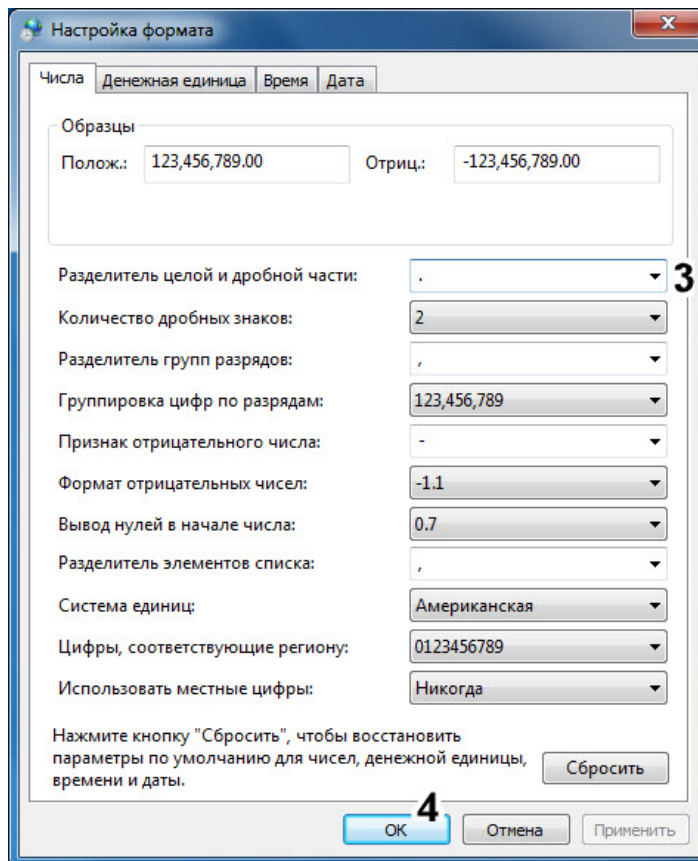 Настройка формата
Числа Денежная единица Время Дата
Образцы
Полож.: 123,456,789.00 Отриц.: -123,456,789.00
Разделитель целой и дробной части: . 3
Количество дробных знаков: 2
Разделитель групп разрядов: ,
Группировка цифр по разрядам: 123,456,789
Признак отрицательного числа: -
Формат отрицательных чисел: -1.1
Вывод нулей в начале числа: 0.7
Разделитель элементов списка: ,
Система единиц: Американская
Цифры, соответствующие региону: 0123456789
Использовать местные цифры: Никогда
Нажмите кнопку "Сбросить", чтобы восстановить
параметры по умолчанию для чисел, денежной единицы,
времени и даты.
Сбросить
4
ОК Отмена Применить